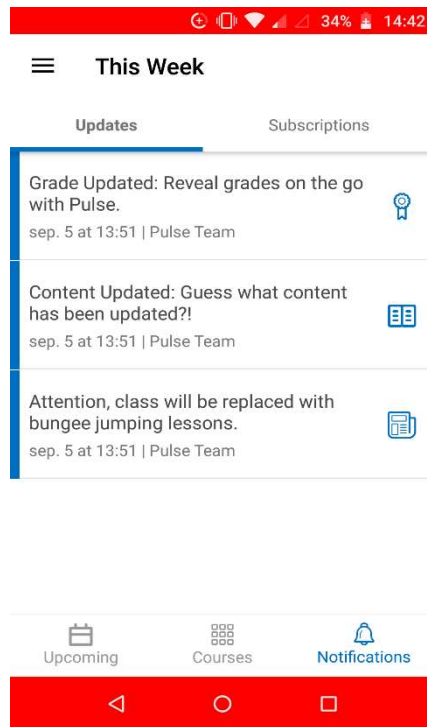 34% 14:42
This Week
Updates Subscriptions
Grade Updated: Reveal grades on the go
with Pulse.
sep. 5 at 13:51 | Pulse Team
Content Updated: Guess what content
has been updated?!
sep. 5 at 13:51 | Pulse Team
Attention, class will be replaced with
bungee jumping lessons.
sep. 5 at 13:51 | Pulse Team
Upcoming Courses Notifications